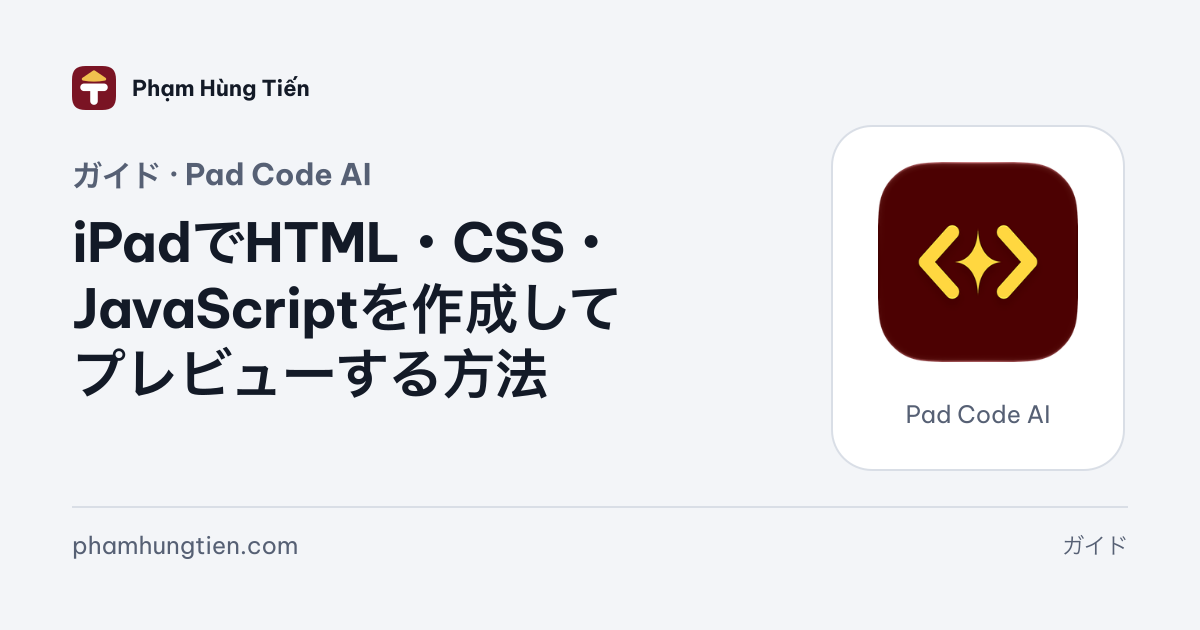 Phạm Hùng Tiến
ガイド · Pad Code AI
iPadでHTML・CSS・
JavaScriptを作成して
プレビューする方法
Pad Code AI
phamhungtien.com
ガイド